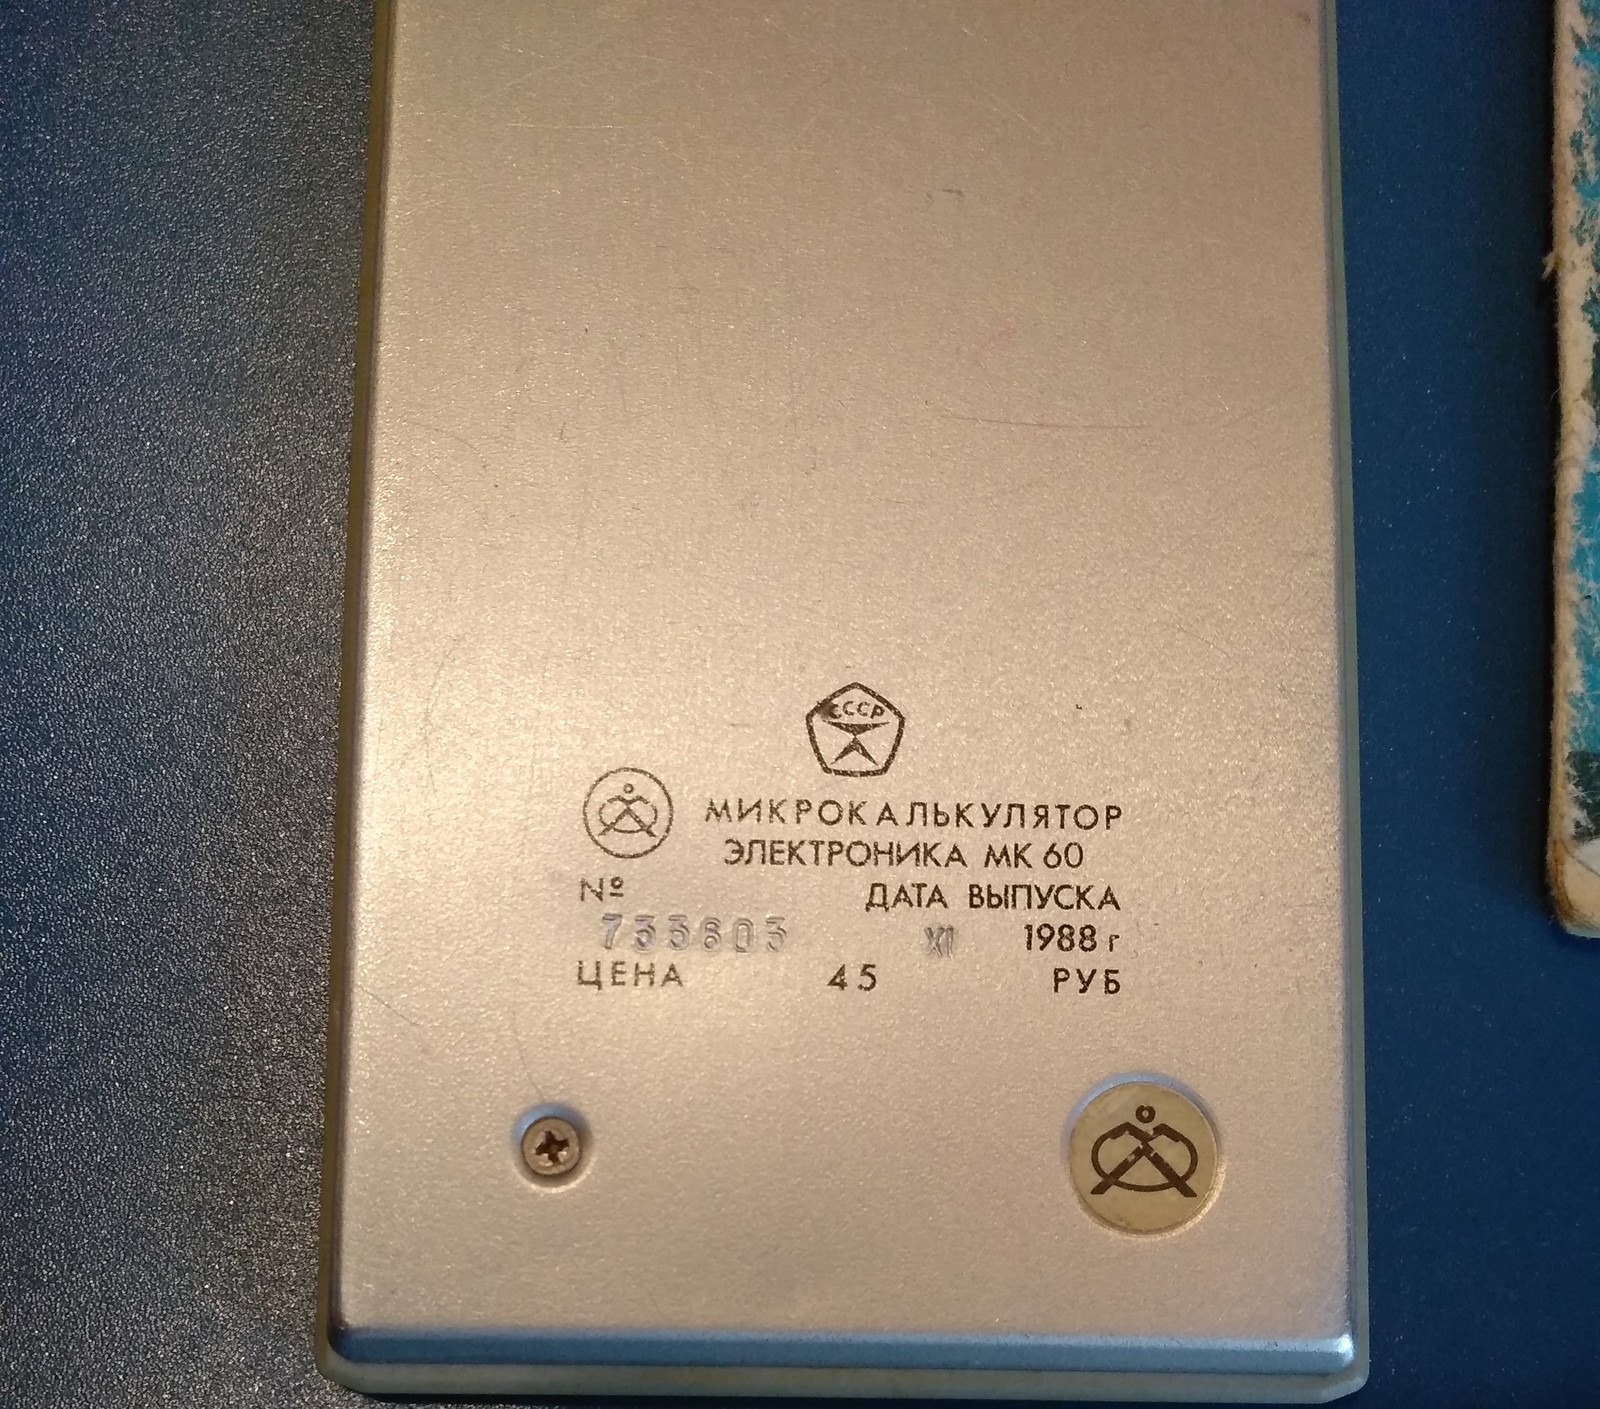 СССР
МИКРОКАЛЬКУЛЯТОР
ЭЛЕКТРОНИКА МК 60
№ ДАТА ВЫПУСКА
733603 XI 1988 г
ЦЕНА 45 РУБ